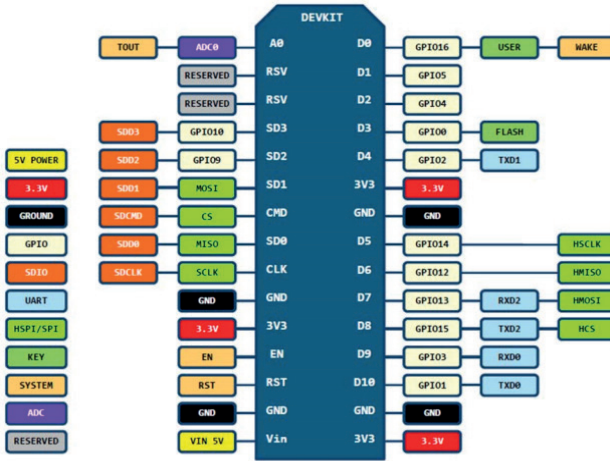 DEVKIT
TOUT ADC0 A0 D0 GPIO16 USER WAKE
RESERVED RSV D1 GPIO5
RESERVED RSV D2 GPIO4
SDD3 GPIO10 SD3 D3 GPIO0 FLASH
5V POWER SDD2 GPIO9 SD2 D4 GPIO2 TXD1
3.3V SDD1 MOSI SD1 3V3 3.3V
GROUND SDCMD CS CMD GND GND
GPIO SDD0 MISO SD0 D5 GPIO14 HSCLK
SDIO SDCLK SCLK CLK D6 GPIO12 HMISO
UART GND GND D7 GPIO13 RXD2 HMOSI
HSPI/SPI 3.3V 3V3 D8 GPIO15 TXD2 HCS
KEY EN EN D9 GPIO3 RXD0
SYSTEM RST RST D10 GPIO1 TXD0
ADC GND GND GND GND
RESERVED VIN 5V Vin 3V3 3.3V